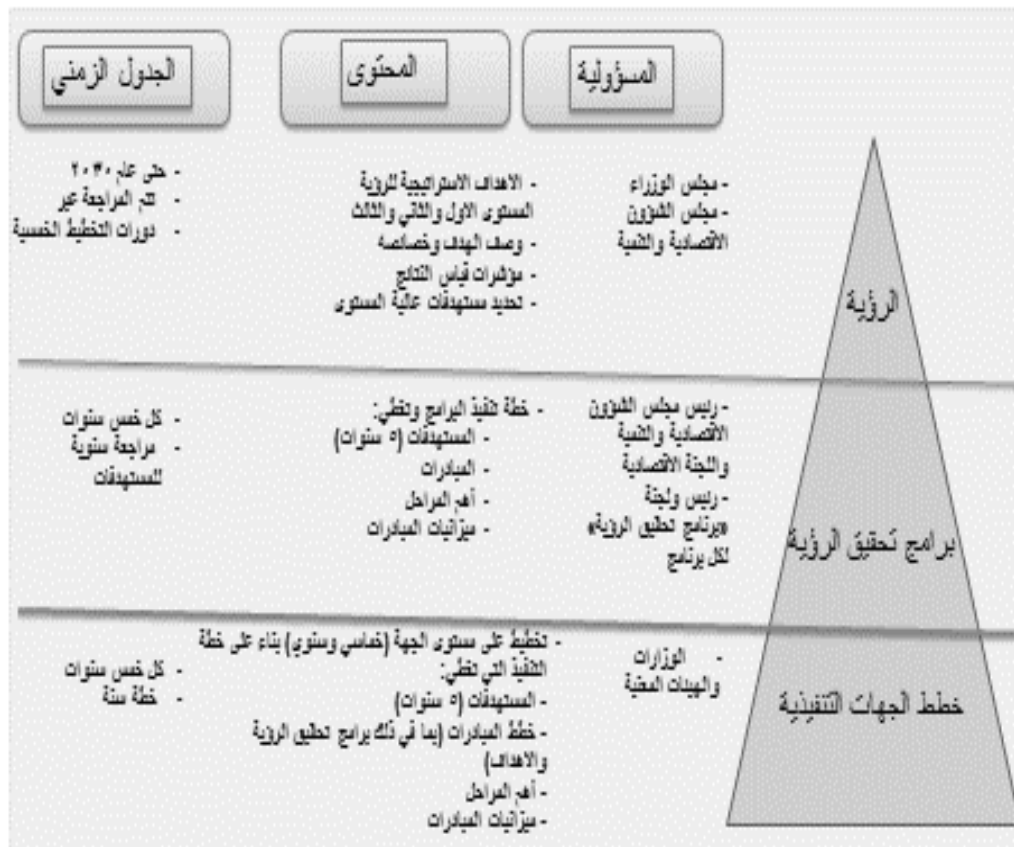 المسؤولية
المحتوى
الجدول الزمني
الرؤية
- مجلس الوزراء
- مجلس الشؤون
الاقتصادية والتنمية
- الاهداف الاستراتيجية للرؤية
المستوى الاول والثاني والثالث
- وصف الهدف وخصائصه
- مؤشرات قياس النتائج
- تحديد مستهدفات عالية المستوى
- حتى عام ٢٠٣٠
- تتم المراجعة عبر
- دورات التخطيط الخمسية
برامج تحقيق الرؤية
- رئيس مجلس الشؤون
الاقتصادية والتنمية
واللجنة الاقتصادية
- رئيس ولجنة
«برنامج تحقيق الرؤية»
لكل برنامج
- خطة تنفيذ البرامج وتغطي:
- المستهدفات (٥ سنوات)
- المبادرات
- أهم المراحل
- ميزانيات المبادرات
- كل خمس سنوات
- مراجعة سنوية
للمستهدفات
خطط الجهات التنفيذية
- الوزارات
والهيئات المعنية
- تخطيط على مستوى الجهة (خماسي وسنوي) بناء على خطة
التنفيذ التي تغطي:
- المستهدفات (٥ سنوات)
- خطط المبادرات (بما في ذلك برامج تحقيق الرؤية
والاهداف)
- أهم المراحل
- ميزانيات المبادرات
- كل خمس سنوات
- خطة سنة